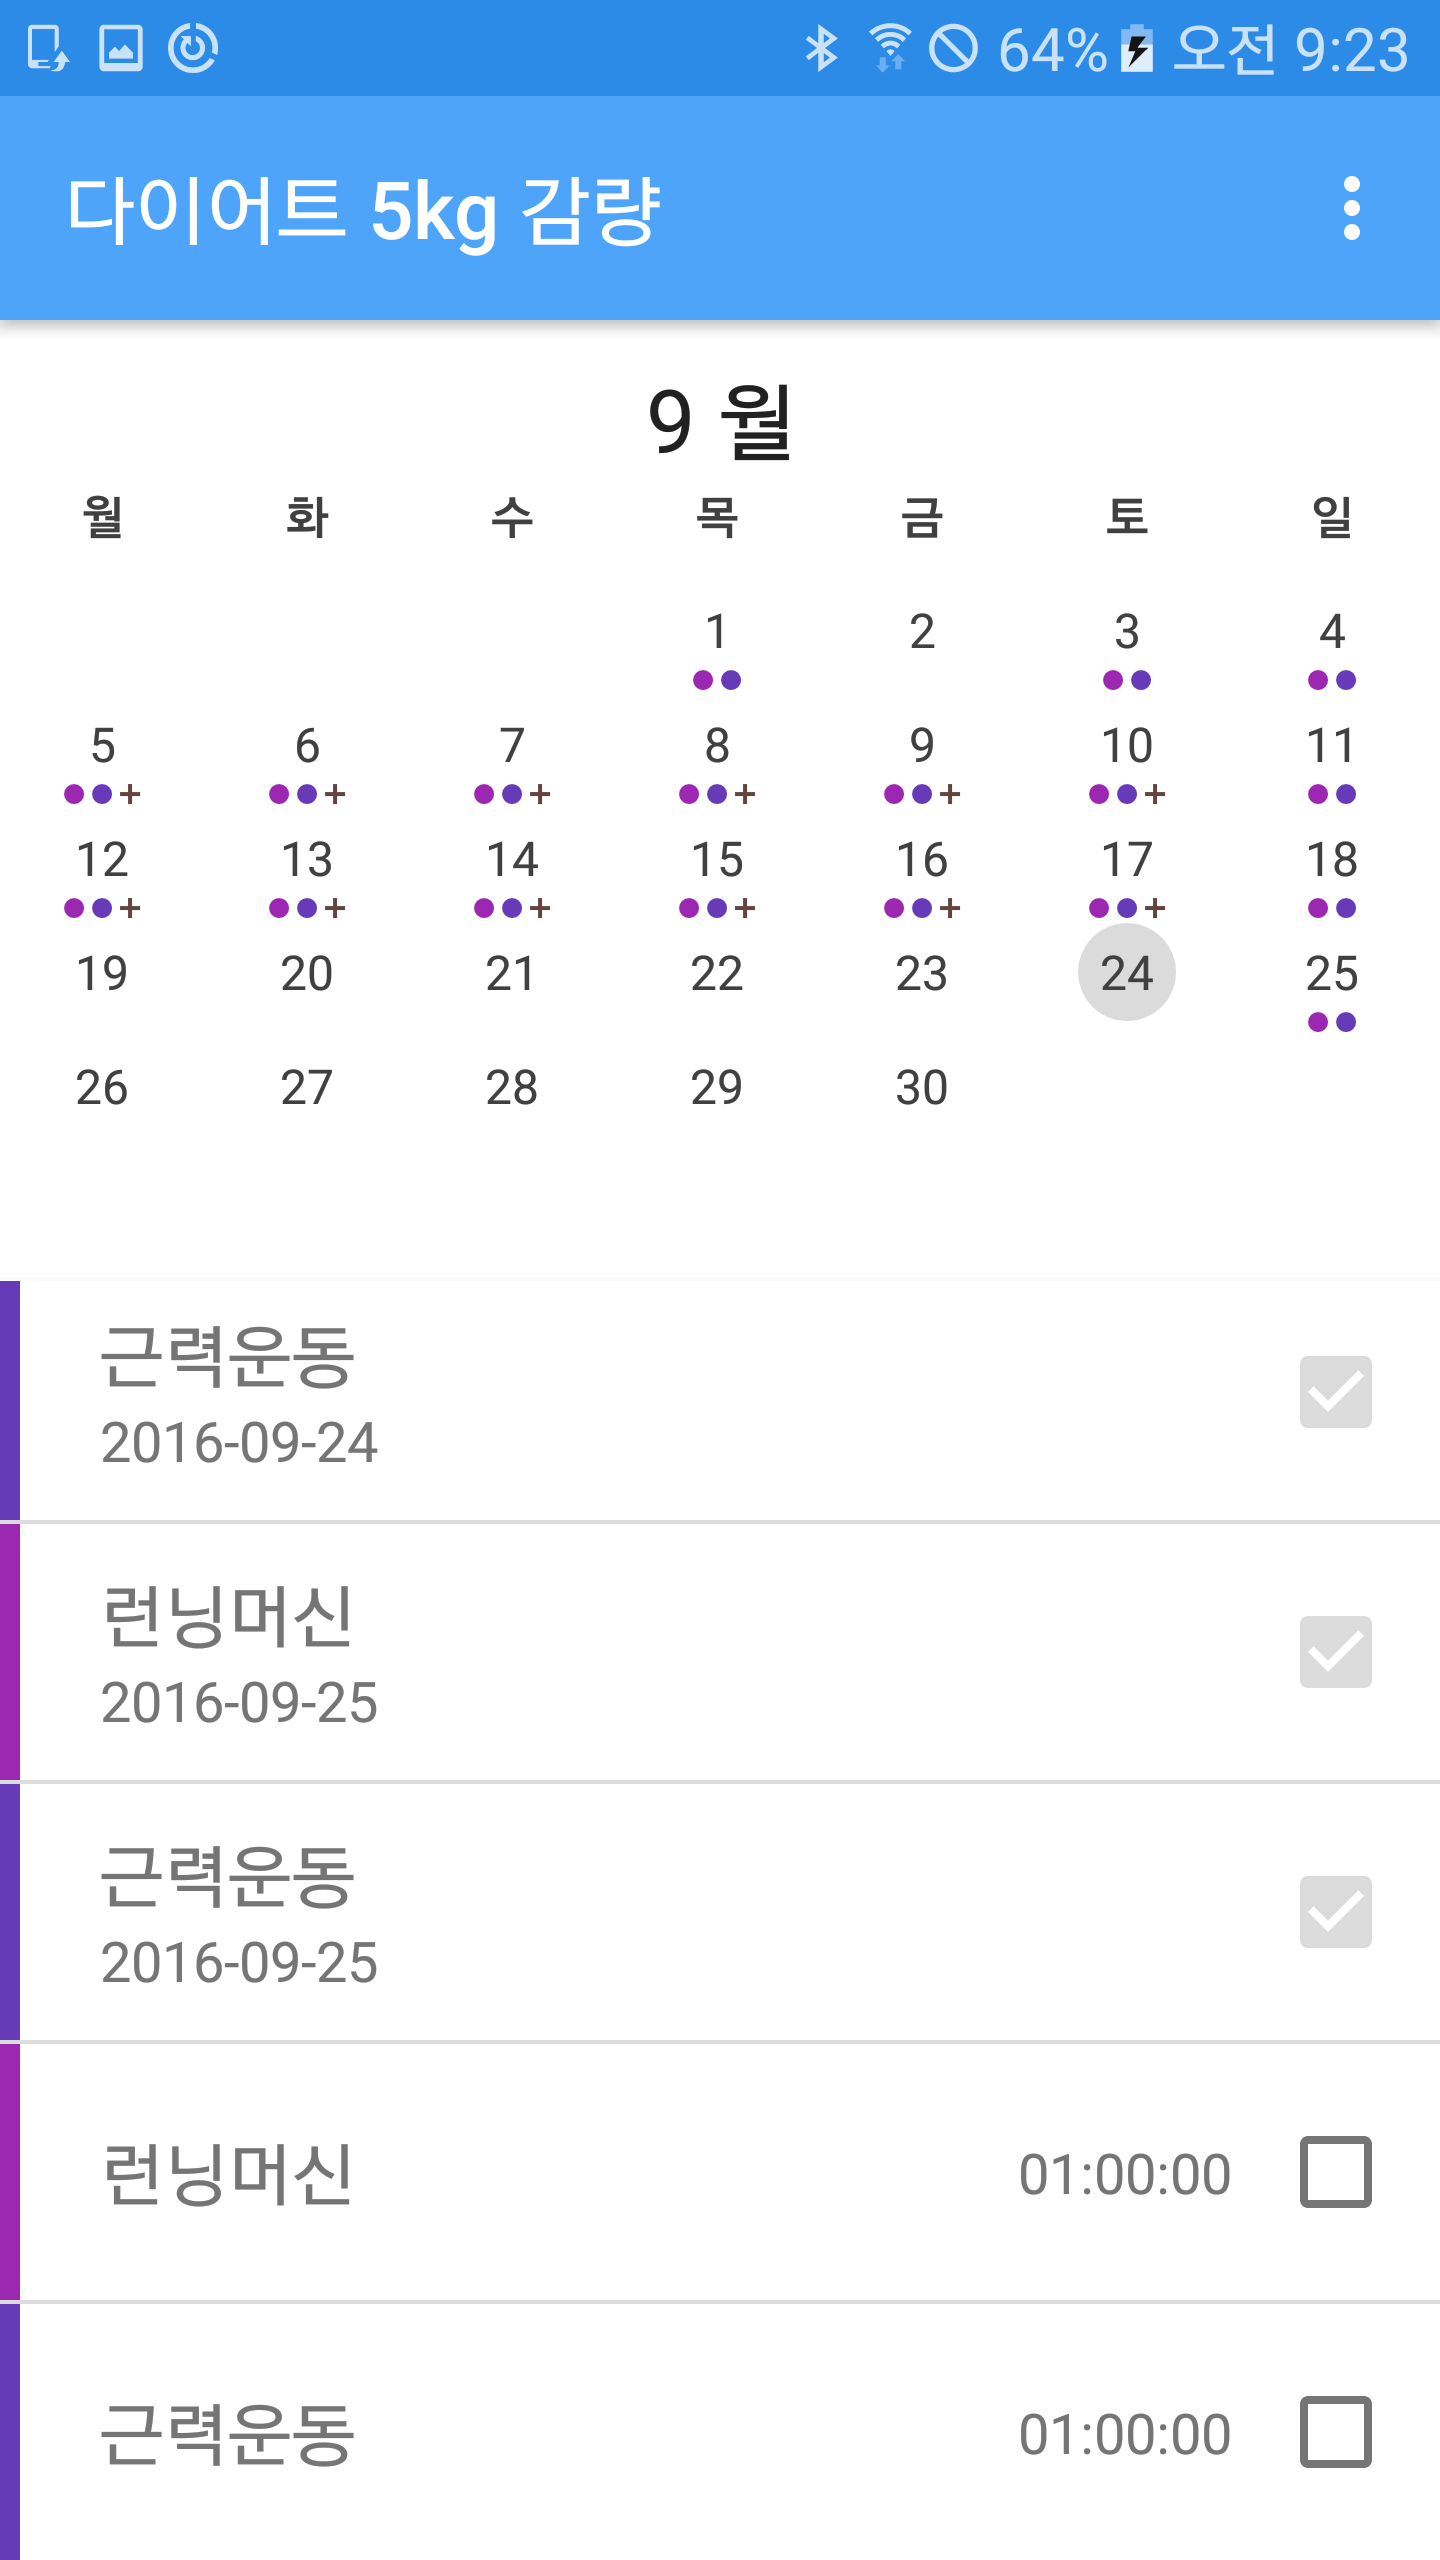 64% 오전 9:23
다이어트 5kg 감량
9 월
월 화 수 목 금 토 일
1 2 3 4
5 6 7 8 9 10 11
12 13 14 15 16 17 18
19 20 21 22 23 24 25
26 27 28 29 30
근력운동
2016-09-24
런닝머신
2016-09-25
근력운동
2016-09-25
런닝머신 01:00:00
근력운동 01:00:00